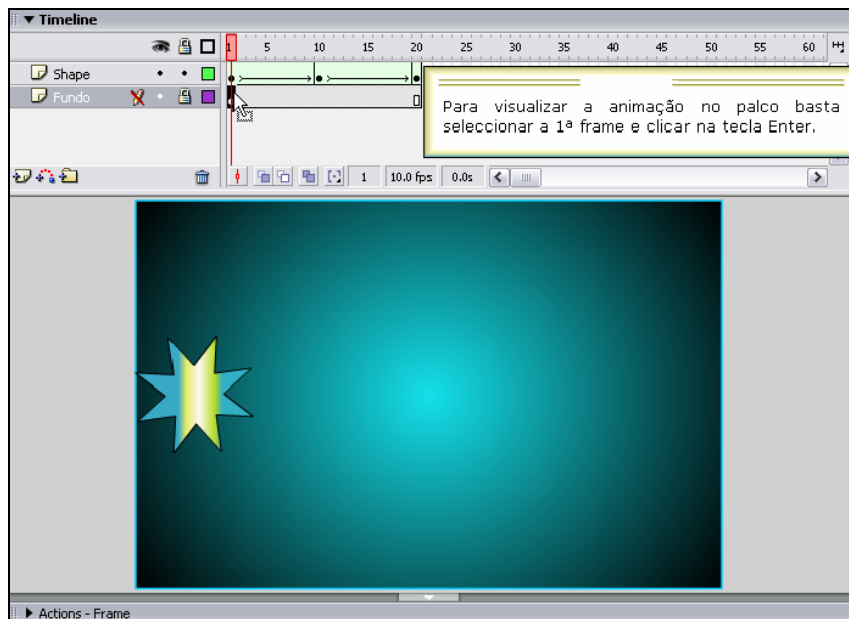 Timeline
1 5 10 15 20 25 30 35 40 45 50 55 60
Shape
Fundo
Para visualizar a animação no palco basta
seleccionar a 1ª frame e clicar na tecla Enter.
1 10.0 fps 0.0s
Actions - Frame